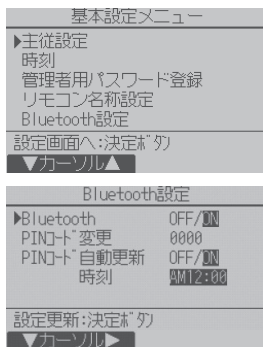 基本設定メニュー
▶主従設定
時刻
管理者用パスワード登録
リモコン名称設定
Bluetooth設定
設定画面へ:決定ボタン
▼カーソル▲
Bluetooth設定
▶Bluetooth OFF/ON
PINコード変更 0000
PINコード自動更新 OFF/ON
時刻 AM12:00
設定更新:決定ボタン
▼カーソル▶